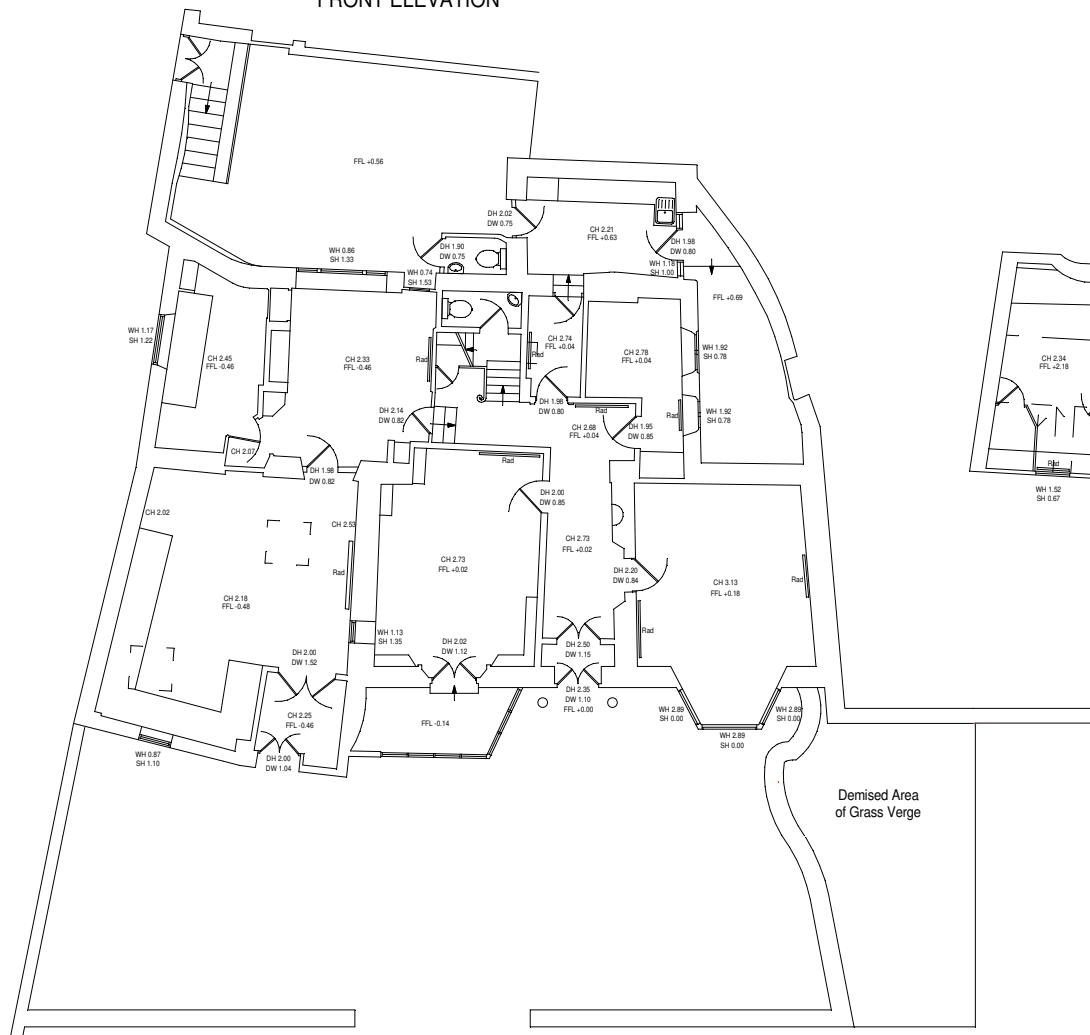 FRONT ELEVATION
FFL +0.56
DH 2.02
DW 0.75
CH 2.21
FFL +0.63
DH 1.90
DW 0.75
DH 1.98
DW 0.80
WH 0.86
SH 1.33
WH 1.18
SH 1.00
WH 0.74
SH 1.53
FFL +0.69
WH 1.17
SH 1.22
CH 2.45
FFL -0.46
CH 2.33
FFL -0.46
Rad
CH 2.74
FFL +0.04
Rad
CH 2.78
FFL +0.04
WH 1.92
SH 0.78
CH 2.34
FFL +2.18
DH 2.14
DW 0.82
DH 1.98
DW 0.80
Rad
CH 2.68
FFL +0.04
Rad
WH 1.92
SH 0.78
DH 1.95
DW 0.85
CH 2.07
DH 1.98
DW 0.82
Rad
Rad
WH 1.52
SH 0.67
DH 2.00
DW 0.85
CH 2.02
CH 2.53
CH 2.73
FFL +0.02
CH 2.73
FFL +0.02
Rad
DH 2.20
DW 0.84
CH 3.13
FFL +0.18
Rad
CH 2.18
FFL -0.48
WH 1.13
SH 1.35
Rad
DH 2.00
DW 1.52
DH 2.02
DW 1.12
DH 2.50
DW 1.15
CH 2.25
FFL -0.46
FFL -0.14
DH 2.35
DW 1.10
FFL +0.00
WH 2.89
SH 0.00
WH 2.89
SH 0.00
WH 2.89
SH 0.00
WH 0.87
SH 1.10
DH 2.00
DW 1.04
Demised Area
of Grass Verge